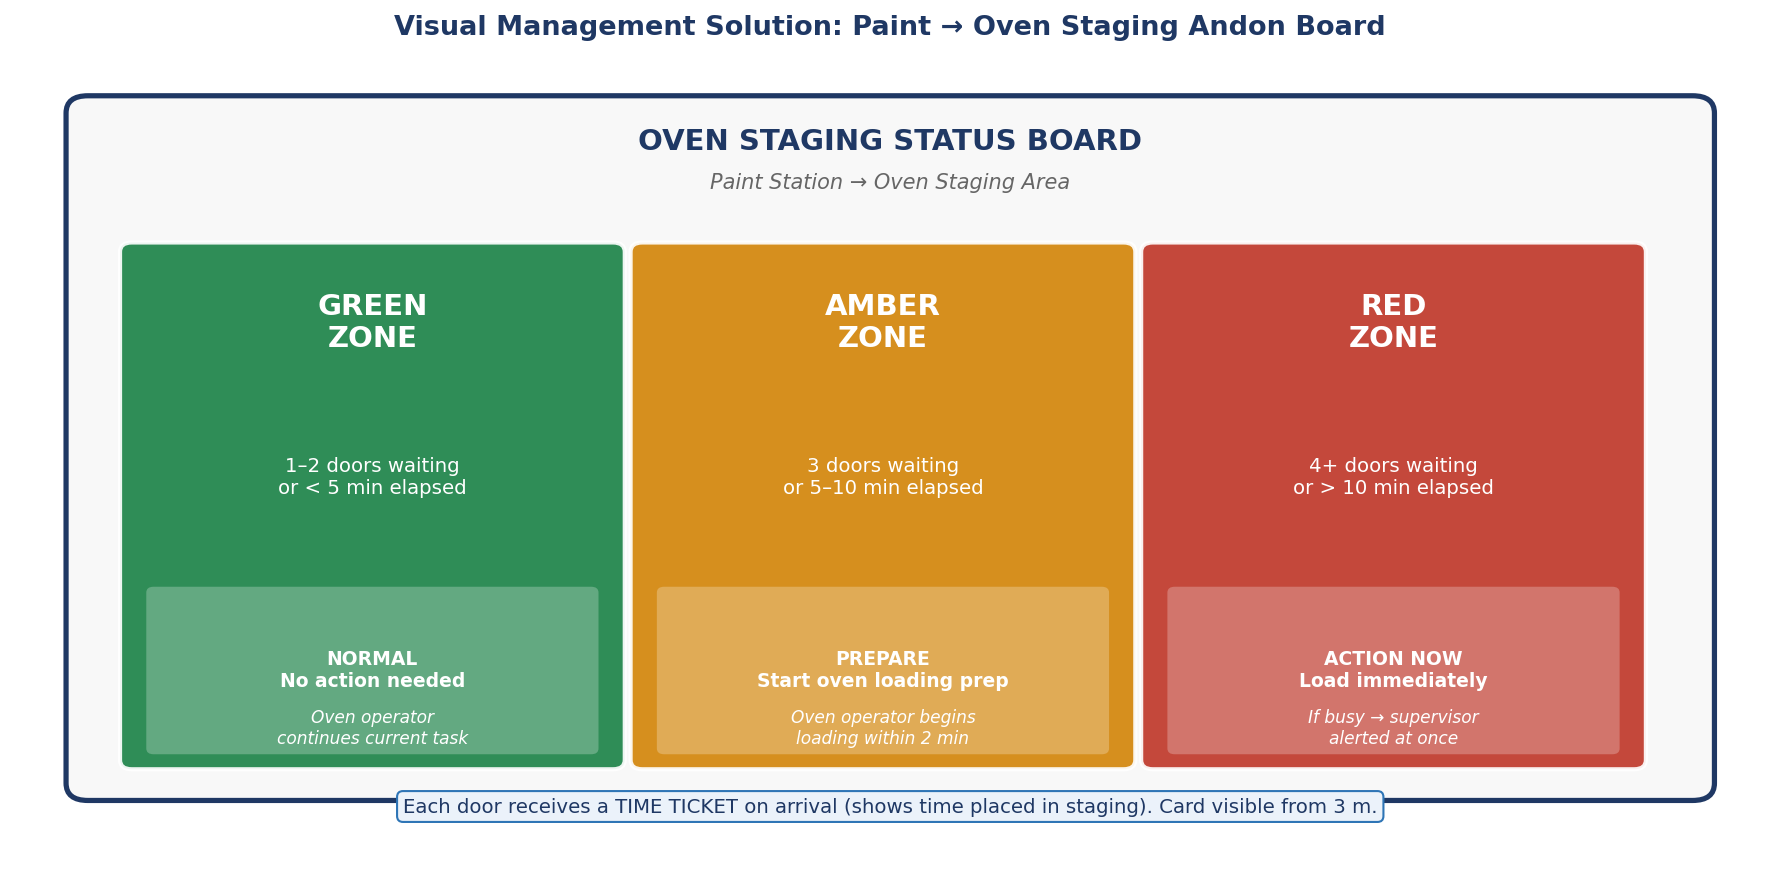 Visual Management Solution: Paint → Oven Staging Andon Board
OVEN STAGING STATUS BOARD
Paint Station → Oven Staging Area
GREEN
ZONE
1–2 doors waiting
or < 5 min elapsed
NORMAL
No action needed
Oven operator
continues current task
AMBER
ZONE
3 doors waiting
or 5–10 min elapsed
PREPARE
Start oven loading prep
Oven operator begins
loading within 2 min
RED
ZONE
4+ doors waiting
or > 10 min elapsed
ACTION NOW
Load immediately
If busy → supervisor
alerted at once
Each door receives a TIME TICKET on arrival (shows time placed in staging). Card visible from 3 m.